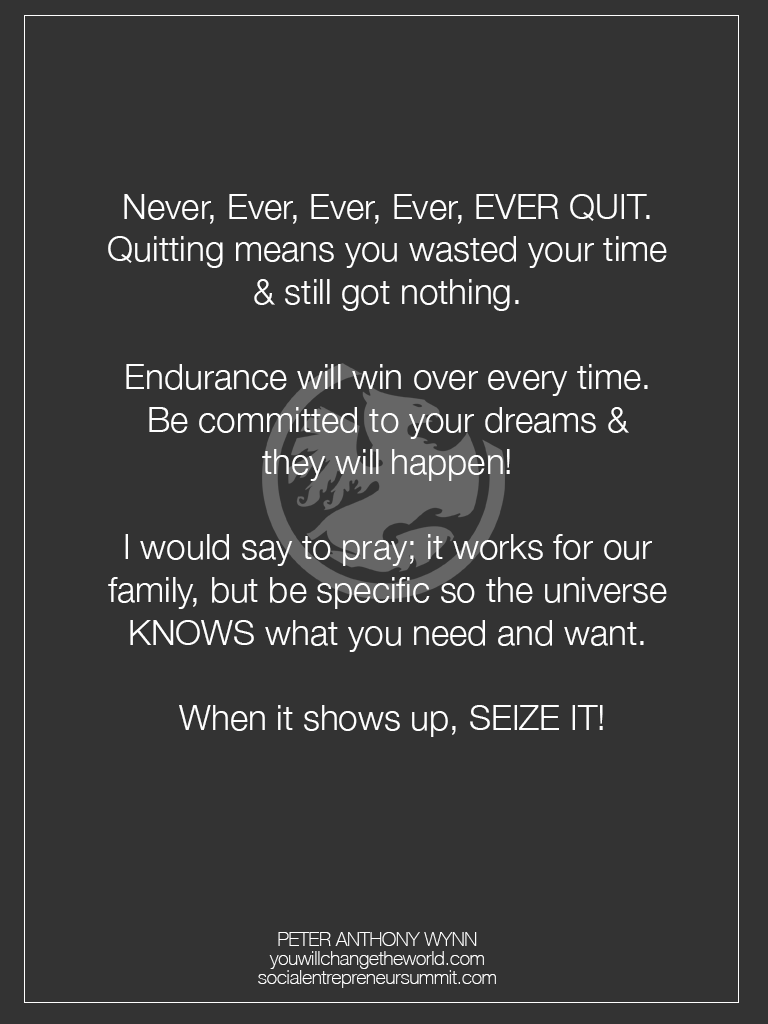 Never, Ever, Ever, Ever, EVER QUIT.
Quitting means you wasted your time
& still got nothing.
Endurance will win over every time.
Be committed to your dreams &
they will happen!
I would say to pray; it works for our
family, but be specific so the universe
KNOWS what you need and want.
When it shows up, SEIZE IT!
PETER ANTHONY WYNN
youwillchangetheworld.com
socialentrepreneursummit.com